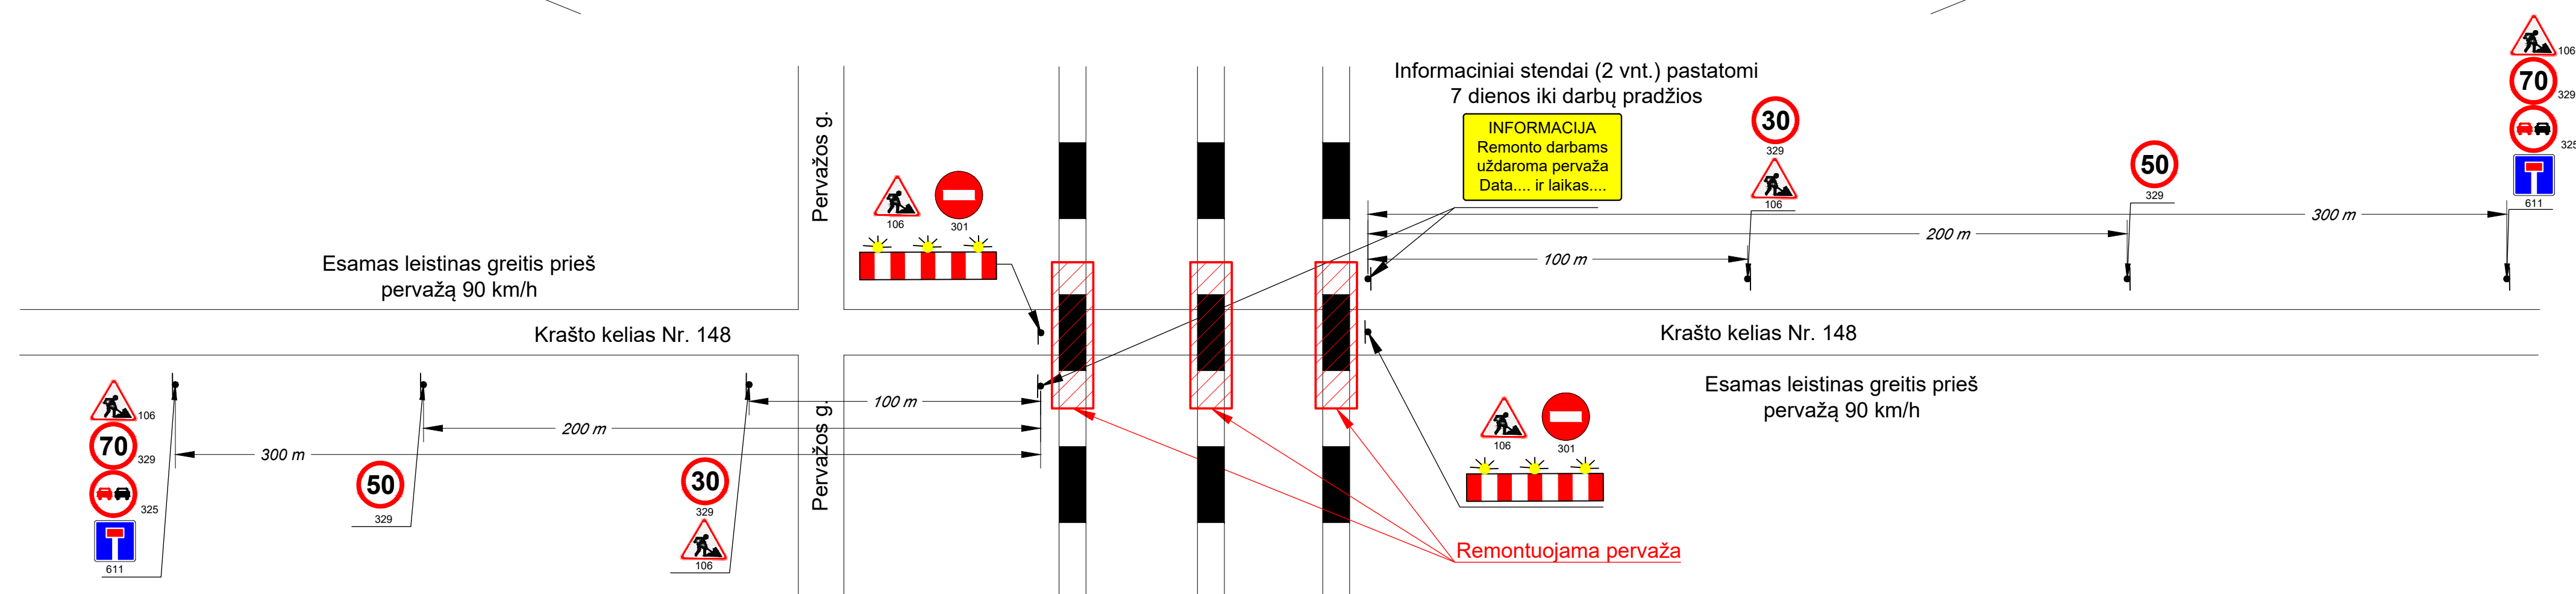 Informaciniai stendai (2 vnt.) pastatomi
7 dienos iki darbų pradžios
INFORMACIJA
Remonto darbams
uždaroma pervaža
Data.... ir laikas....
30
329
106
50
329
106
70
329
325
611
300 m
200 m
100 m
Pervažos g.
106
301
Esamas leistinas greitis prieš
pervažą 90 km/h
Krašto kelias Nr. 148
Krašto kelias Nr. 148
Esamas leistinas greitis prieš
pervažą 90 km/h
106
70
329
325
611
50
329
30
329
106
100 m
200 m
300 m
Pervažos g.
106
301
Remontuojama pervaža